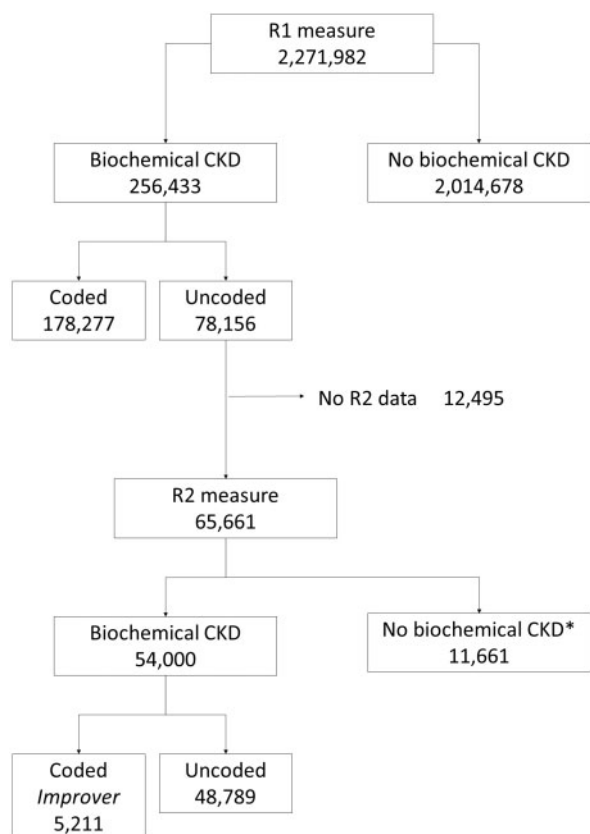 R1 measure
2,271,982
Biochemical CKD
256,433
No biochemical CKD
2,014,678
Coded
178,277
Uncoded
78,156
No R2 data 12,495
R2 measure
65,661
Biochemical CKD
54,000
No biochemical CKD*
11,661
Coded
Improver
5,211
Uncoded
48,789